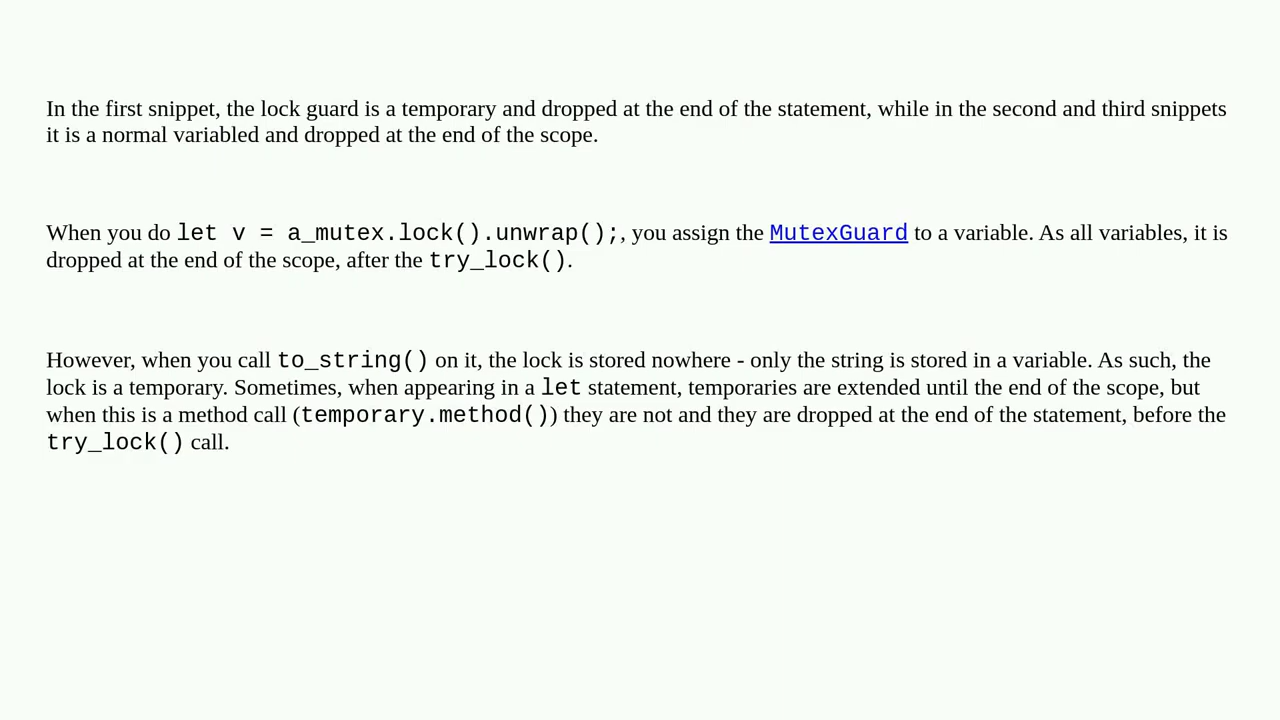 In the first snippet, the lock guard is a temporary and dropped at the end of the statement, while in the second and third snippets
it is a normal variabled and dropped at the end of the scope.
When you do let v = a_mutex.lock().unwrap();, you assign the MutexGuard to a variable. As all variables, it is
dropped at the end of the scope, after the try_lock().
However, when you call to_string() on it, the lock is stored nowhere - only the string is stored in a variable. As such, the
lock is a temporary. Sometimes, when appearing in a let statement, temporaries are extended until the end of the scope, but
when this is a method call (temporary.method()) they are not and they are dropped at the end of the statement, before the
try_lock() call.